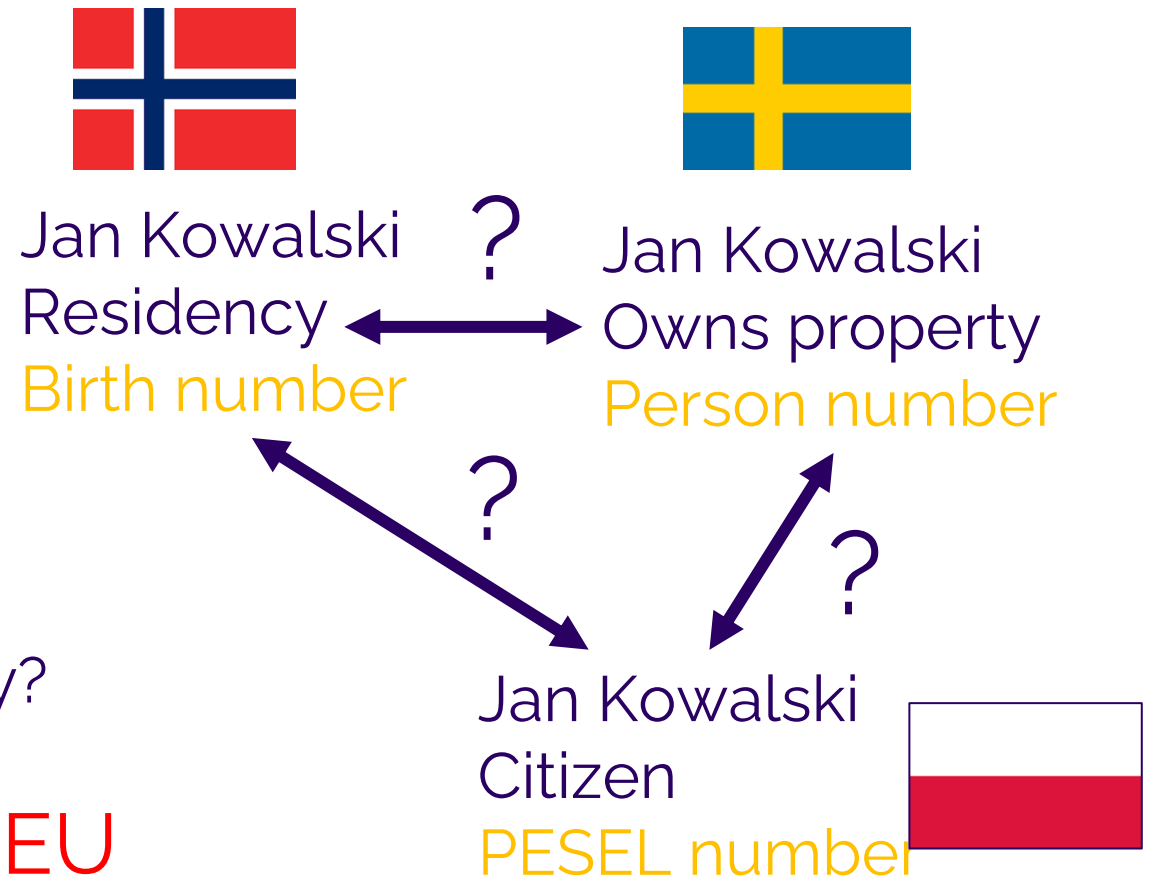 Jan Kowalski
Residency
Birth number
?
Jan Kowalski
Owns property
Person number
?
?
y?
Jan Kowalski
Citizen
PESEL number
EU